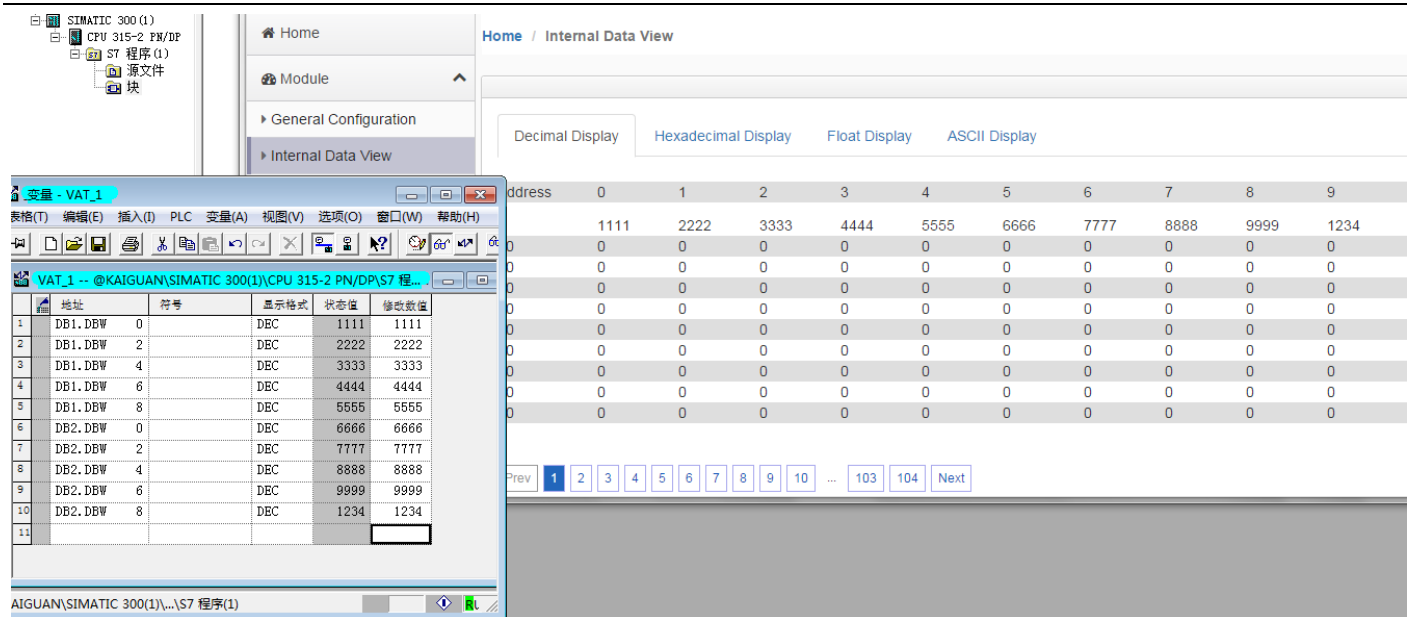 SIMATIC 300(1)
CPU 315-2 PN/DP
S7 程序(1)
源文件
块
Home
Module
General Configuration
Internal Data View
Home / Internal Data View
Decimal Display Hexadecimal Display Float Display ASCII Display
ddress 0 1 2 3 4 5 6 7 8 9
1111 2222 3333 4444 5555 6666 7777 8888 9999 1234
0 0 0 0 0 0 0 0 0 0 0
0 0 0 0 0 0 0 0 0 0 0
0 0 0 0 0 0 0 0 0 0 0
0 0 0 0 0 0 0 0 0 0 0
0 0 0 0 0 0 0 0 0 0 0
0 0 0 0 0 0 0 0 0 0 0
0 0 0 0 0 0 0 0 0 0 0
0 0 0 0 0 0 0 0 0 0 0
0 0 0 0 0 0 0 0 0 0 0
Prev 1 2 3 4 5 6 7 8 9 10 ... 103 104 Next
变量 - VAT_1
表格(T) 编辑(E) 插入(I) PLC 变量(A) 视图(V) 选项(O) 窗口(W) 帮助(H)
VAT_1 -- @KAIGUAN\SIMATIC 300(1)\CPU 315-2 PN/DP\S7 程...
地址 符号 显示格式 状态值 修改数值
1 DB1.DBW 0 DEC 1111 1111
2 DB1.DBW 2 DEC 2222 2222
3 DB1.DBW 4 DEC 3333 3333
4 DB1.DBW 6 DEC 4444 4444
5 DB1.DBW 8 DEC 5555 5555
6 DB2.DBW 0 DEC 6666 6666
7 DB2.DBW 2 DEC 7777 7777
8 DB2.DBW 4 DEC 8888 8888
9 DB2.DBW 6 DEC 9999 9999
10 DB2.DBW 8 DEC 1234 1234
11
AIGUAN\SIMATIC 300(1)\...\S7 程序(1)